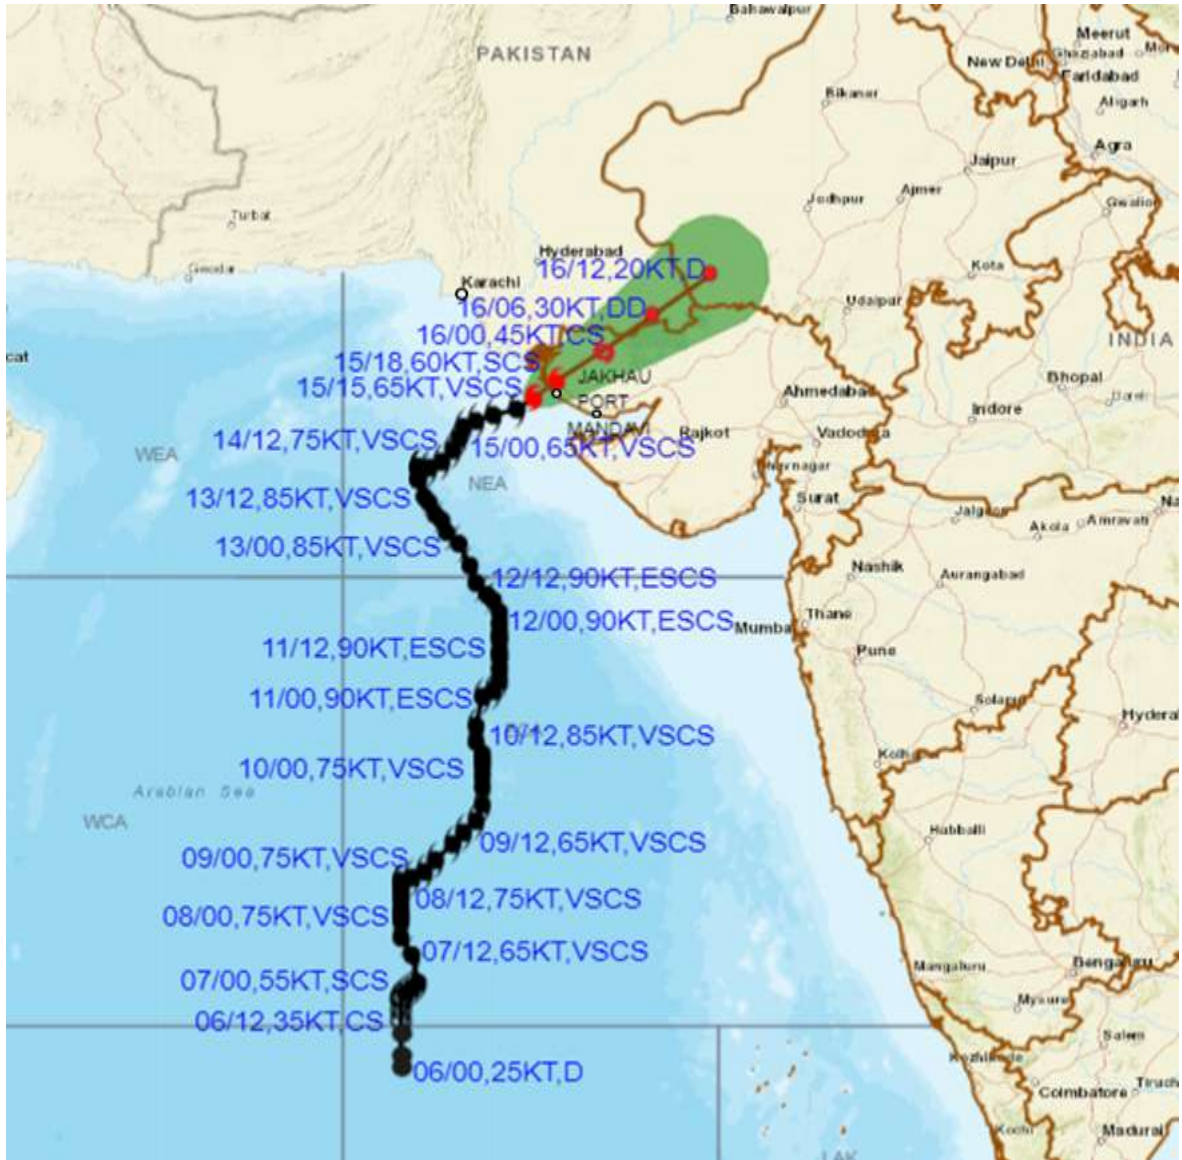 Bahawalpur
Meerut
PAKISTAN
New Delhi
Ghaziabad
Faridabad
Bikaner
Aligarh
Agra
Jaipur
Ajmer
Jodhpur
Gwalior
Turbat
Hyderabad
Kota
16/12,20KT,D
Karachi
Udaipur
16/06,30KT,DD
16/00,45KT,CS
INDIA
15/18,60KT,SCS
JAKHAU
15/15,65KT,VSCS
Bhopal
Ahmedabad
PORT
Indore
MANDAVI
Rajkot
Vadodara
14/12,75KT,VSCS
15/00,65KT,VSCS
WEA
NEA
13/12,85KT,VSCS
Surat
Akola
Amravati
13/00,85KT,VSCS
Nashik
Aurangabad
12/12,90KT,ESCS
12/00,90KT,ESCS
Mumba
Thane
11/12,90KT,ESCS
Pune
11/00,90KT,ESCS
Solapur
Hydera
10/12,85KT,VSCS
10/00,75KT,VSCS
Arabian Sea
WCA
Hubballi
09/12,65KT,VSCS
09/00,75KT,VSCS
08/12,75KT,VSCS
08/00,75KT,VSCS
07/12,65KT,VSCS
Mangaluru
Bengaluru
07/00,55KT,SCS
Mysuru
06/12,35KT,CS
Salem
Kozhikode
06/00,25KT,D
Coimbatore
Tiruch
Kochi
Madurai
LAK